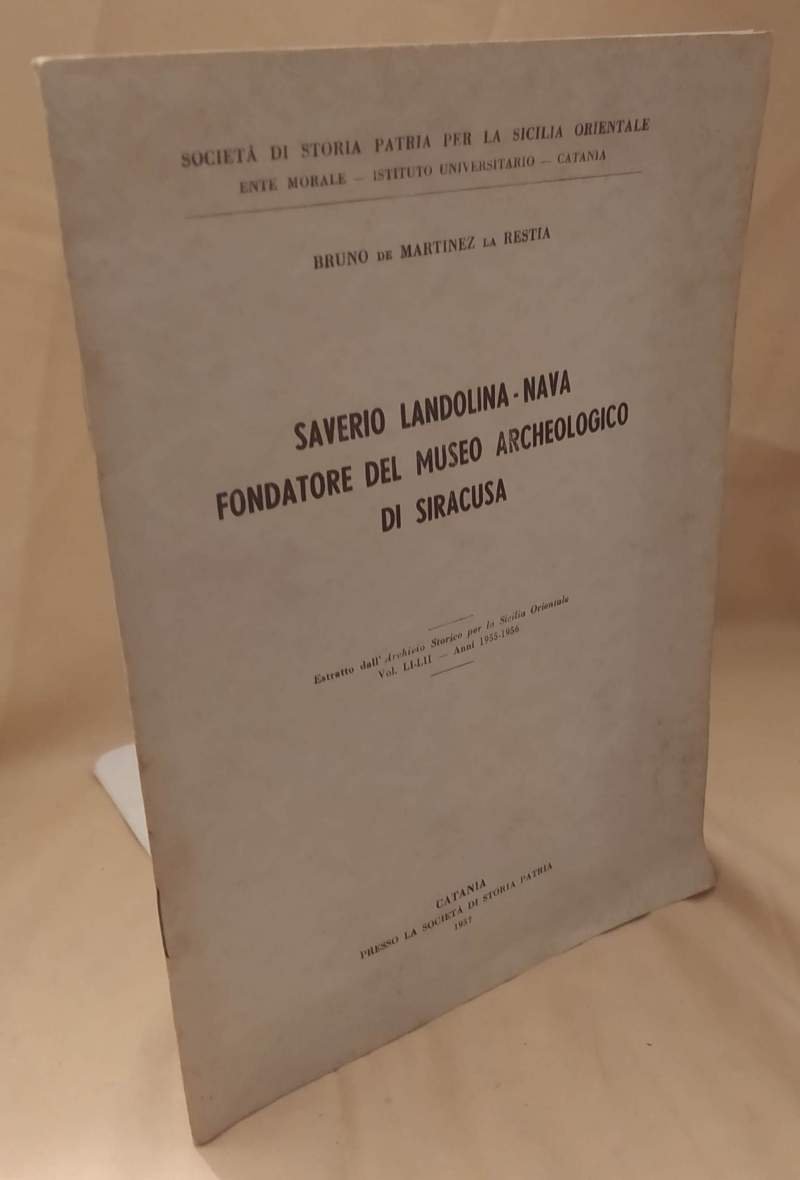 SOCIETÀ DI STORIA PATRIA PER LA SICILIA ORIENTALE
ENTE MORALE — ISTITUTO UNIVERSITARIO — CATANIA
BRUNO DE MARTINEZ LA RESTIA
SAVERIO LANDOLINA - NAVA
FONDATORE DEL MUSEO ARCHEOLOGICO
DI SIRACUSA
Estratto dall'Archivio Storico per la Sicilia Orientale
Vol. LI-LII — Anni 1955-1956
CATANIA
PRESSO LA SOCIETÀ DI STORIA PATRIA
1957